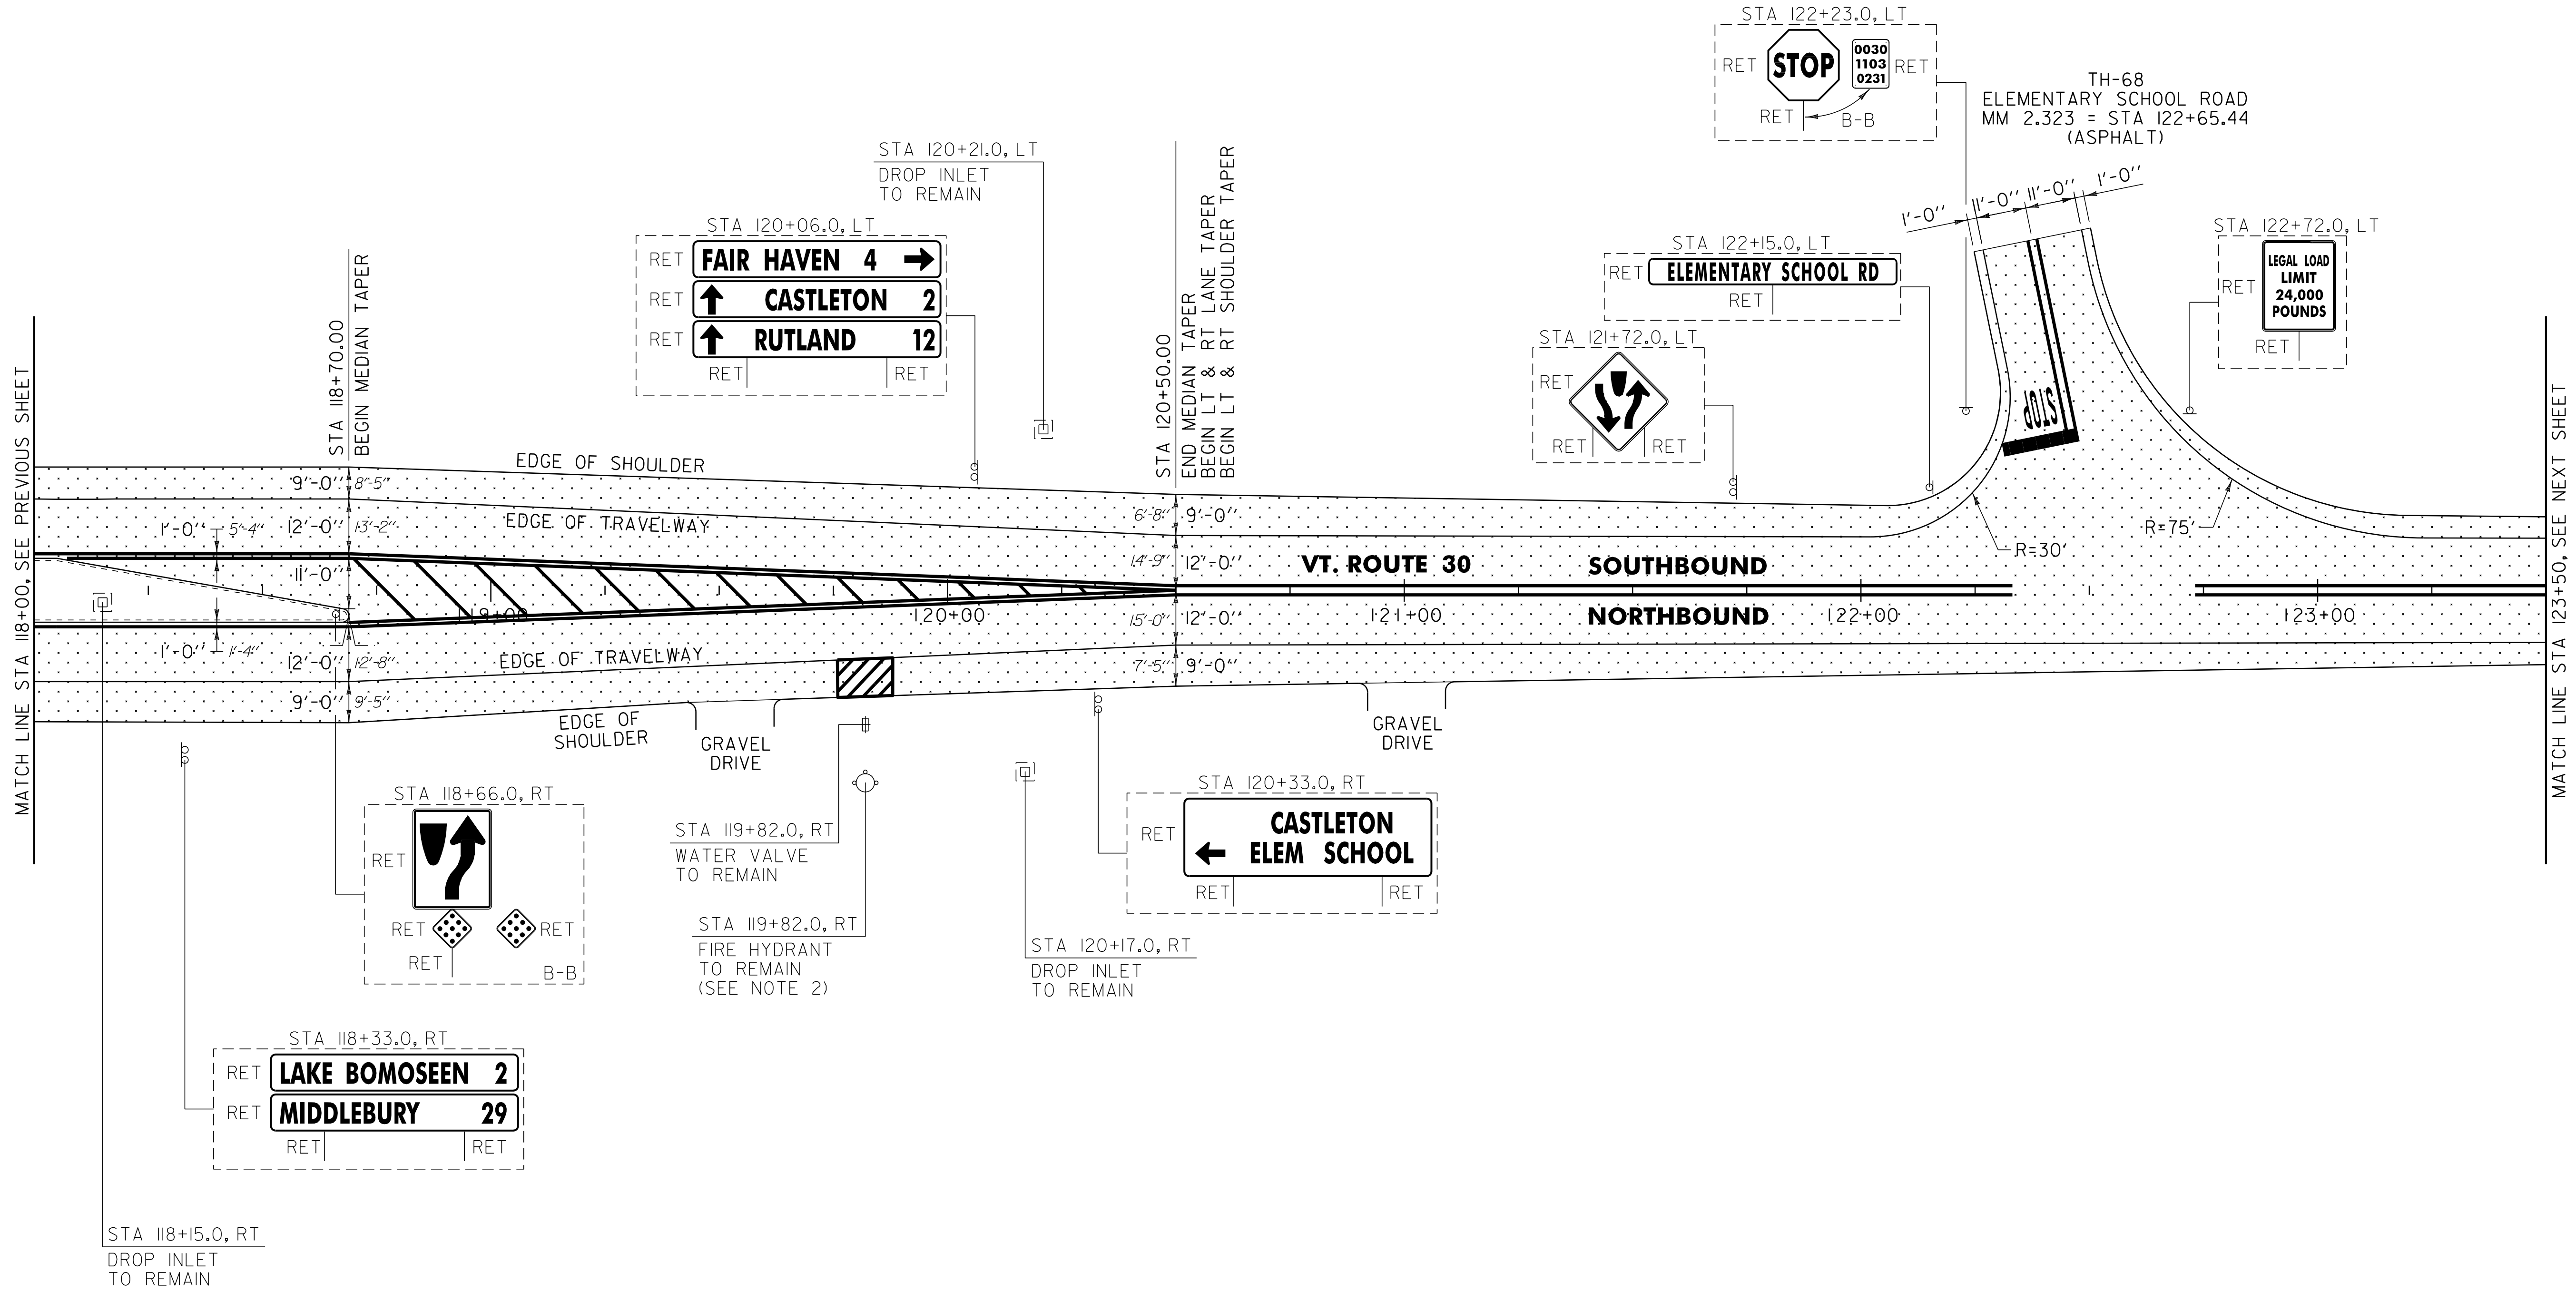 STA 122+23.0, LT
RET
STOP
0030
1103
0231
RET
RET
B-B
TH-68
ELEMENTARY SCHOOL ROAD
MM 2.323 = STA 122+65.44
(ASPHALT)
1'-0"
11'-0"
11'-0"
1'-0"
STA 120+21.0, LT
DROP INLET
TO REMAIN
STA 120+06.0, LT
RET
FAIR HAVEN 4
RET
CASTLETON 2
RET
RUTLAND 12
RET
RET
STA 122+15.0, LT
RET
ELEMENTARY SCHOOL RD
RET
STA 122+72.0, LT
RET
LEGAL LOAD
LIMIT
24,000
POUNDS
RET
STA 121+72.0, LT
RET
RET
RET
MATCH LINE STA 118+00, SEE PREVIOUS SHEET
STA 118+70.00
BEGIN MEDIAN TAPER
STA 120+50.00
END MEDIAN TAPER
BEGIN LT & RT LANE TAPER
BEGIN LT & RT SHOULDER TAPER
STOP
MATCH LINE STA 123+50, SEE NEXT SHEET
EDGE OF SHOULDER
9'-0"
8'-5"
EDGE OF TRAVELWAY
1'-0"
5'-4"
12'-0"
13'-2"
11'-0"
6'-8"
9'-0"
14'-9"
12'-0"
VT. ROUTE 30
SOUTHBOUND
R=30'
R=75'
119+00
120+00
15'-0"
12'-0"
121+00
NORTHBOUND
122+00
123+00
1'-0"
1'-4"
12'-0"
12'-8"
EDGE OF TRAVELWAY
7'-5"
9'-0"
9'-0"
9'-5"
EDGE OF
SHOULDER
GRAVEL
DRIVE
GRAVEL
DRIVE
STA 118+66.0, RT
RET
RET
RET
RET
B-B
STA 119+82.0, RT
WATER VALVE
TO REMAIN
STA 119+82.0, RT
FIRE HYDRANT
TO REMAIN
(SEE NOTE 2)
STA 120+33.0, RT
RET
CASTLETON
ELEM SCHOOL
RET
RET
STA 120+17.0, RT
DROP INLET
TO REMAIN
STA 118+33.0, RT
RET
LAKE BOMOSEEN 2
RET
MIDDLEBURY 29
RET
RET
STA 118+15.0, RT
DROP INLET
TO REMAIN